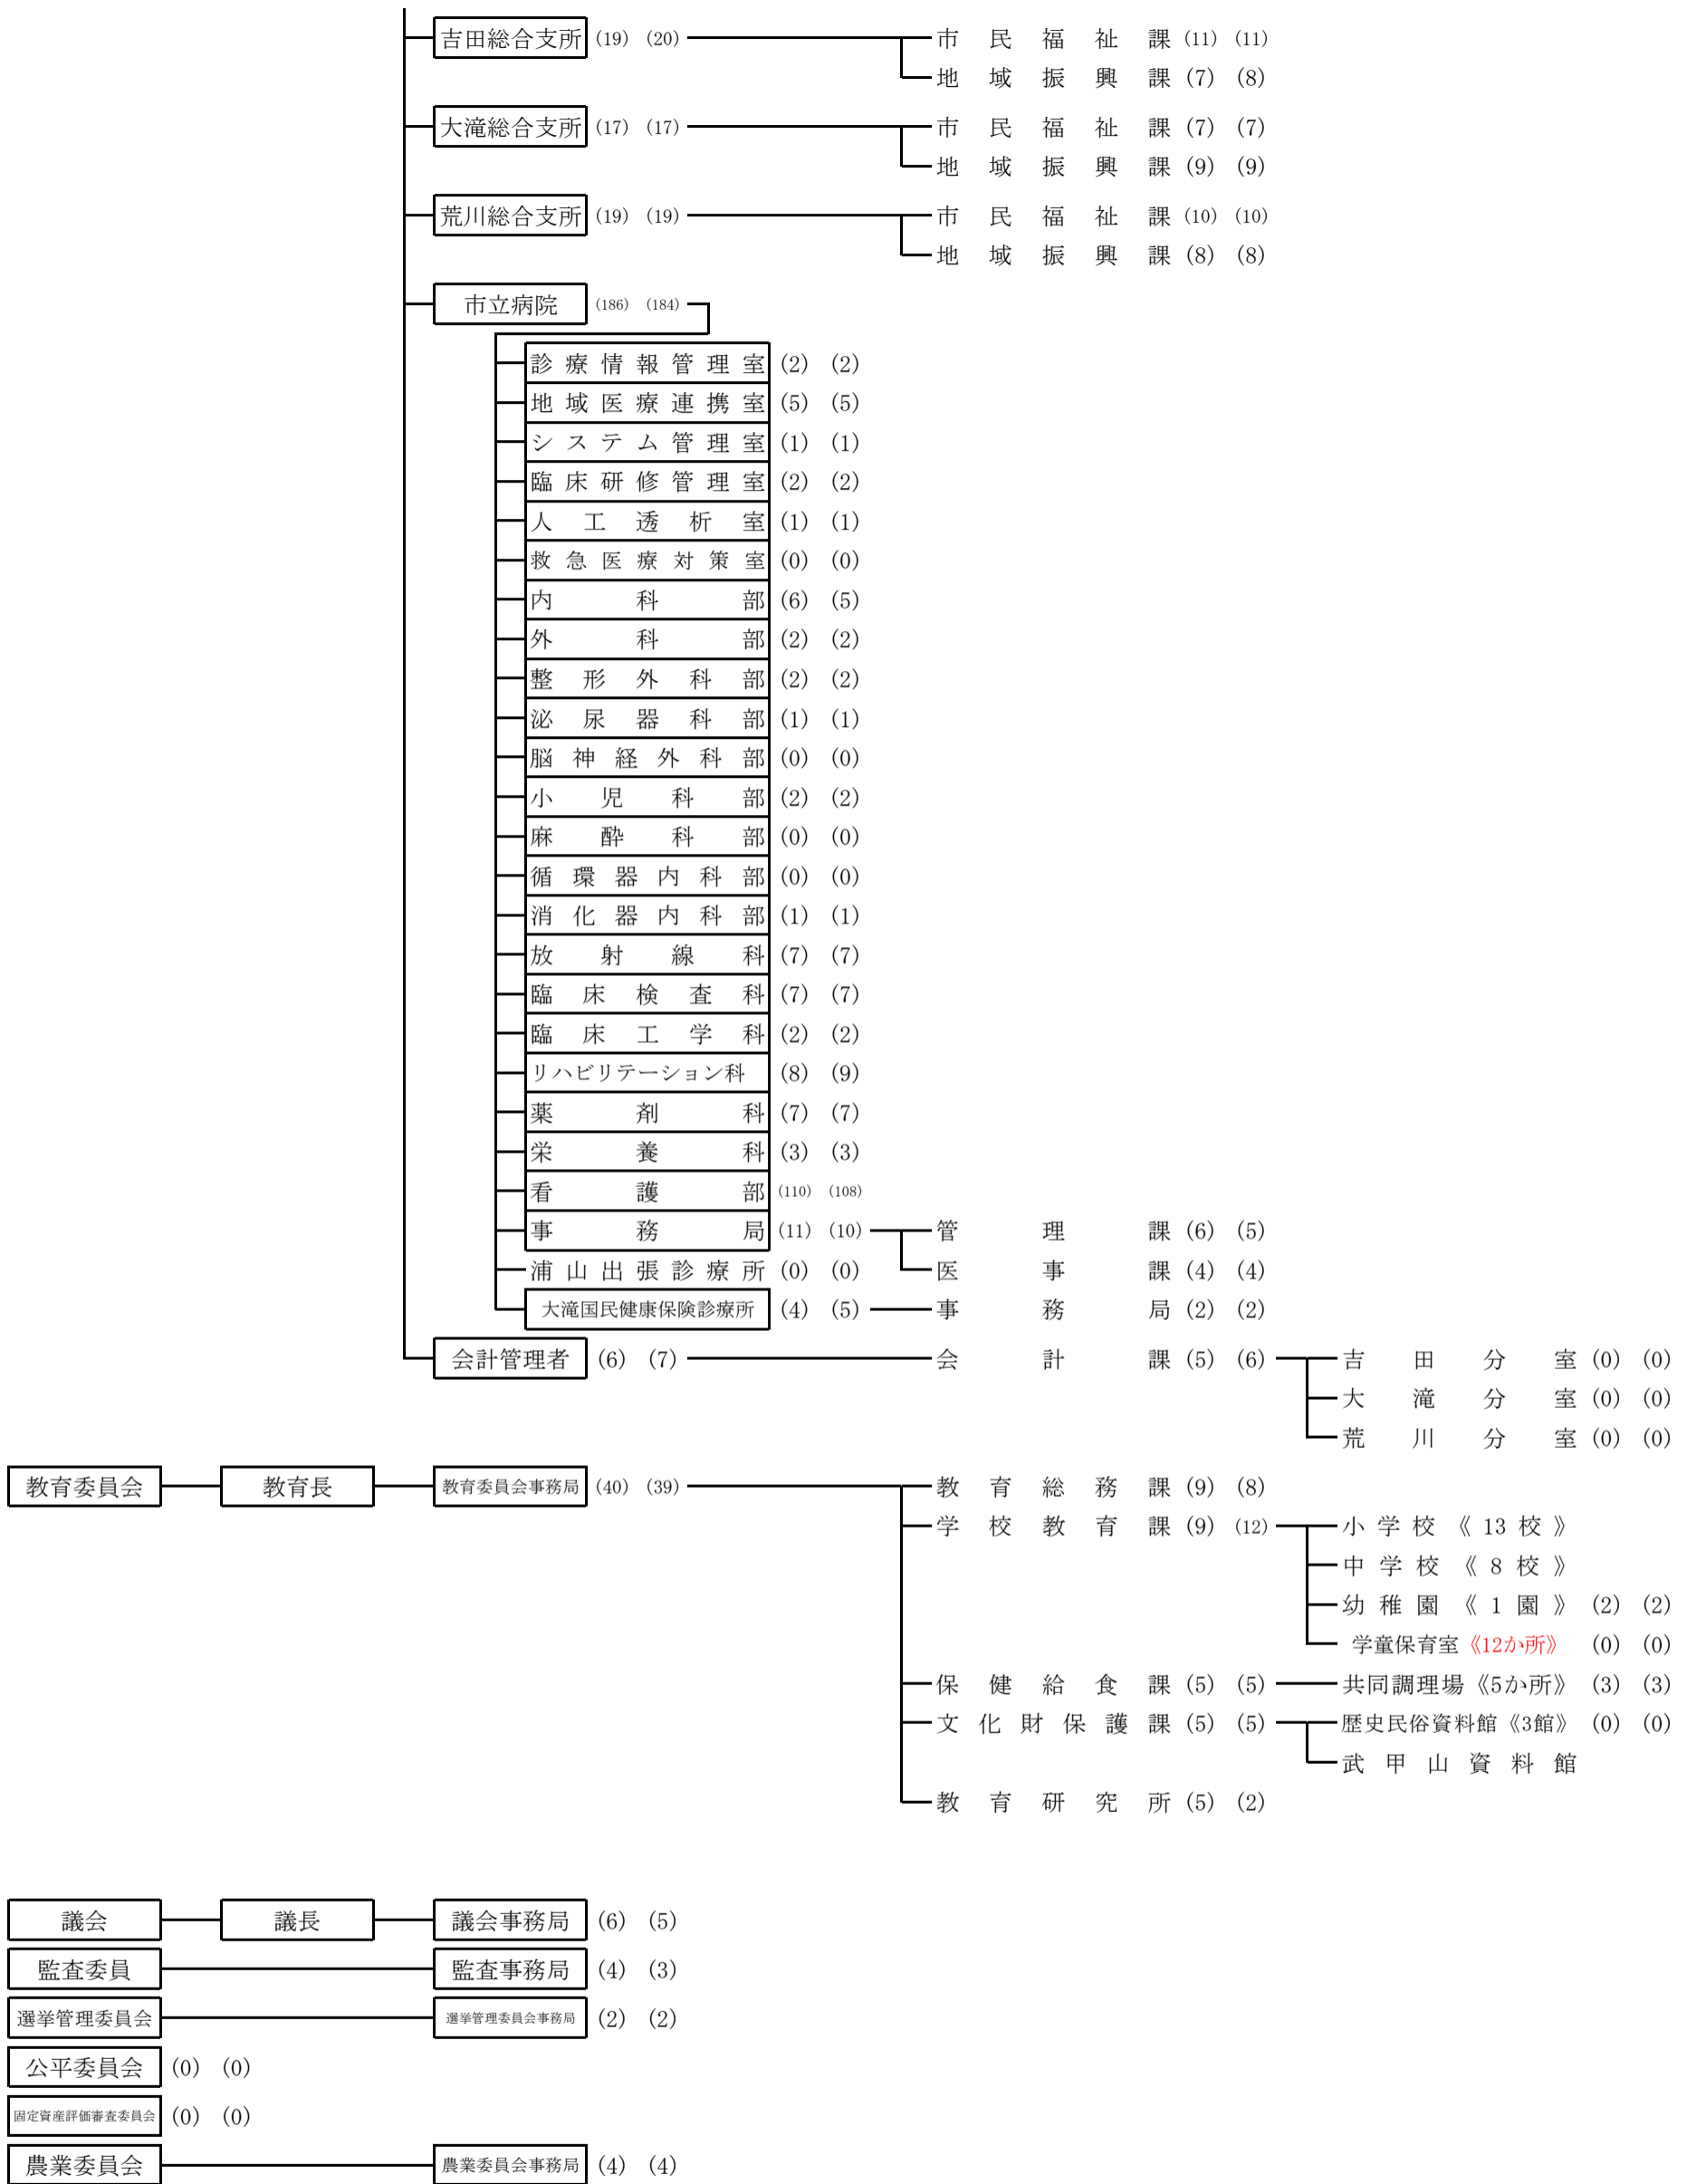 吉田総合支所 (19) (20) 市民福祉課 (11) (11)
地域振興課 (7) (8)
大滝総合支所 (17) (17) 市民福祉課 (7) (7)
地域振興課 (9) (9)
荒川総合支所 (19) (19) 市民福祉課 (10) (10)
地域振興課 (8) (8)
市立病院 (186) (184)
診療情報管理室 (2) (2)
地域医療連携室 (5) (5)
システム管理室 (1) (1)
臨床研修管理室 (2) (2)
人工透析室 (1) (1)
救急医療対策室 (0) (0)
内科部 (6) (5)
外科部 (2) (2)
整形外科部 (2) (2)
泌尿器科部 (1) (1)
脳神経外科部 (0) (0)
小児科部 (2) (2)
麻酔科部 (0) (0)
循環器内科部 (0) (0)
消化器内科部 (1) (1)
放射線科 (7) (7)
臨床検査科 (7) (7)
臨床工学科 (2) (2)
リハビリテーション科 (8) (9)
薬剤科 (7) (7)
栄養科 (3) (3)
看護部 (110) (108)
事務局 (11) (10) 管理課 (6) (5)
浦山出張診療所 (0) (0) 医事課 (4) (4)
大滝国民健康保険診療所 (4) (5) 事務局 (2) (2)
会計管理者 (6) (7) 会計課 (5) (6) 吉田分室 (0) (0)
大滝分室 (0) (0)
荒川分室 (0) (0)
教育委員会 教育長 教育委員会事務局 (40) (39) 教育総務課 (9) (8)
学校教育課 (9) (12) 小学校《13校》
中学校《8校》
幼稚園《1園》 (2) (2)
学童保育室《12か所》 (0) (0)
保健給食課 (5) (5) 共同調理場《5か所》 (3) (3)
文化財保護課 (5) (5) 歴史民俗資料館《3館》 (0) (0)
武甲山資料館
教育研究所 (5) (2)
議会 議長 議会事務局 (6) (5)
監査委員 監査事務局 (4) (3)
選挙管理委員会 選挙管理委員会事務局 (2) (2)
公平委員会 (0) (0)
固定資産評価審査委員会 (0) (0)
農業委員会 農業委員会事務局 (4) (4)